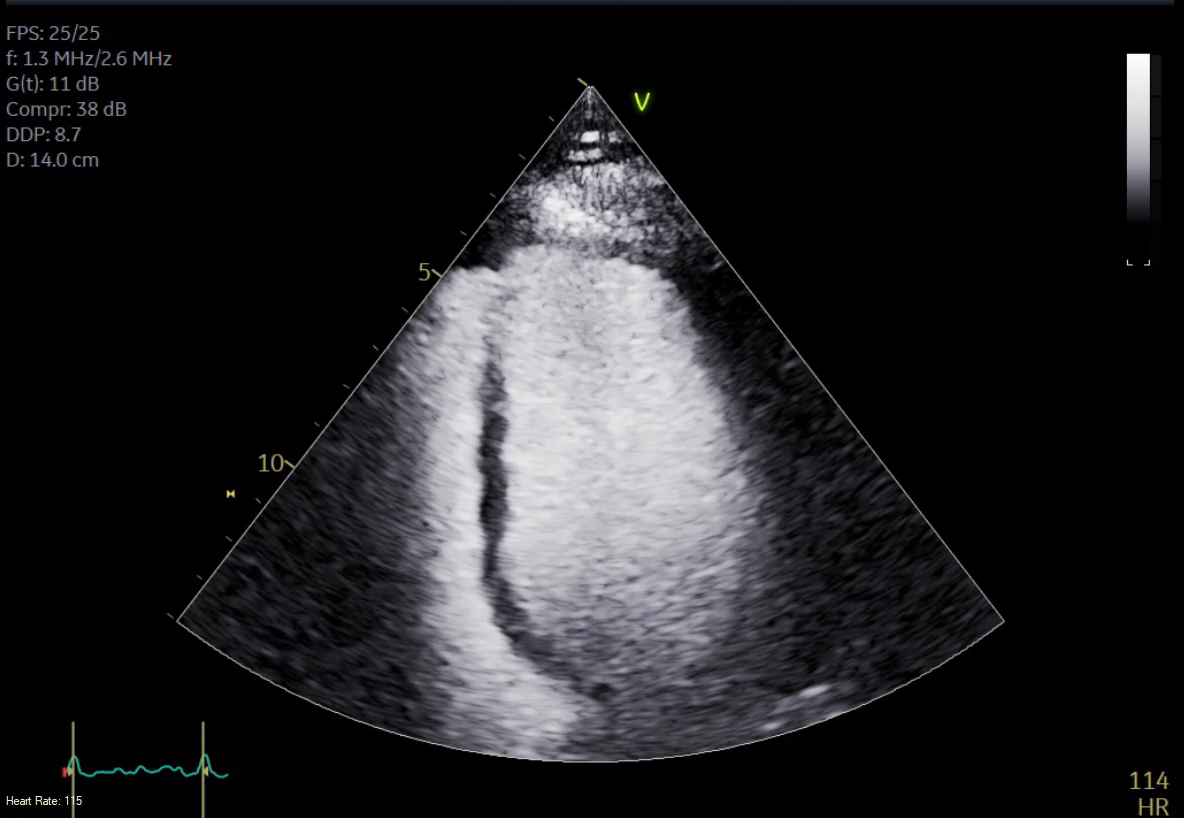 FPS: 25/25
f: 1.3 MHz/2.6 MHz
G(t): 11 dB
Compr: 38 dB
DDP: 8.7
D: 14.0 cm
V
5
10
114
HR
Heart Rate: 115